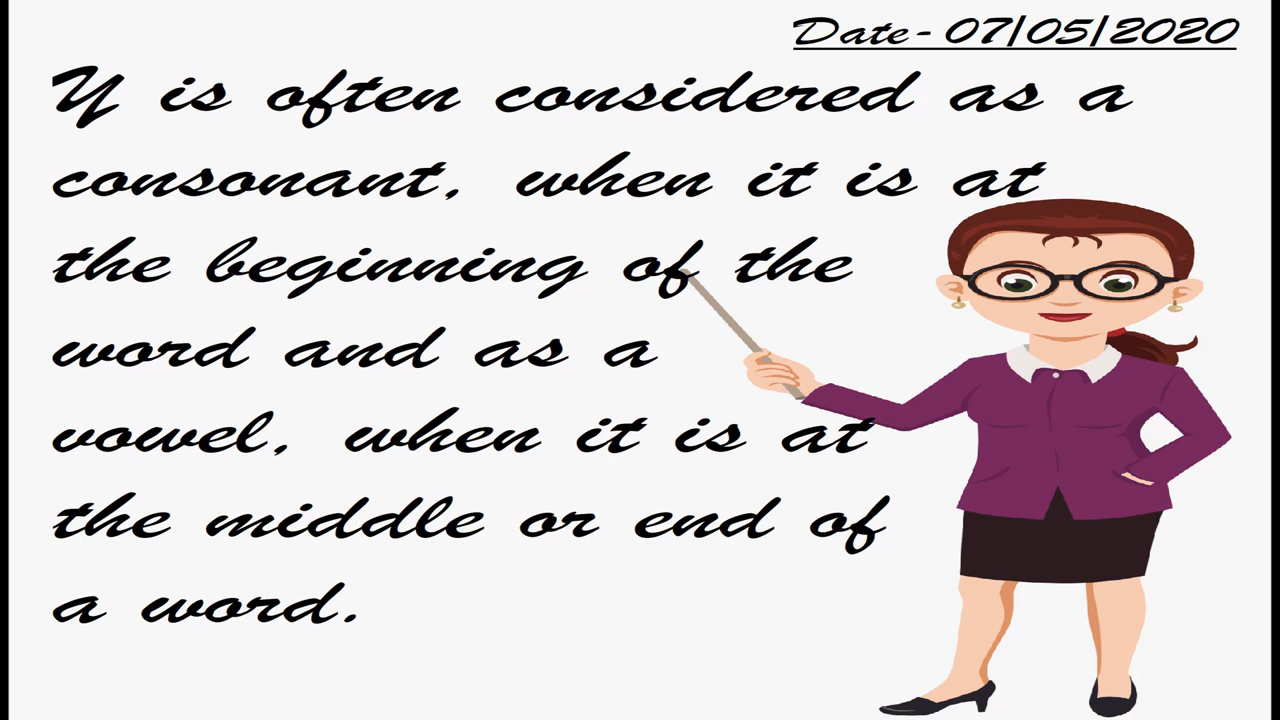 Date- 07/05/2020
Y is often considered as a
consonant, when it is at
the beginning of the
word and as a
vowel, when it is at
the middle or end of
a word.